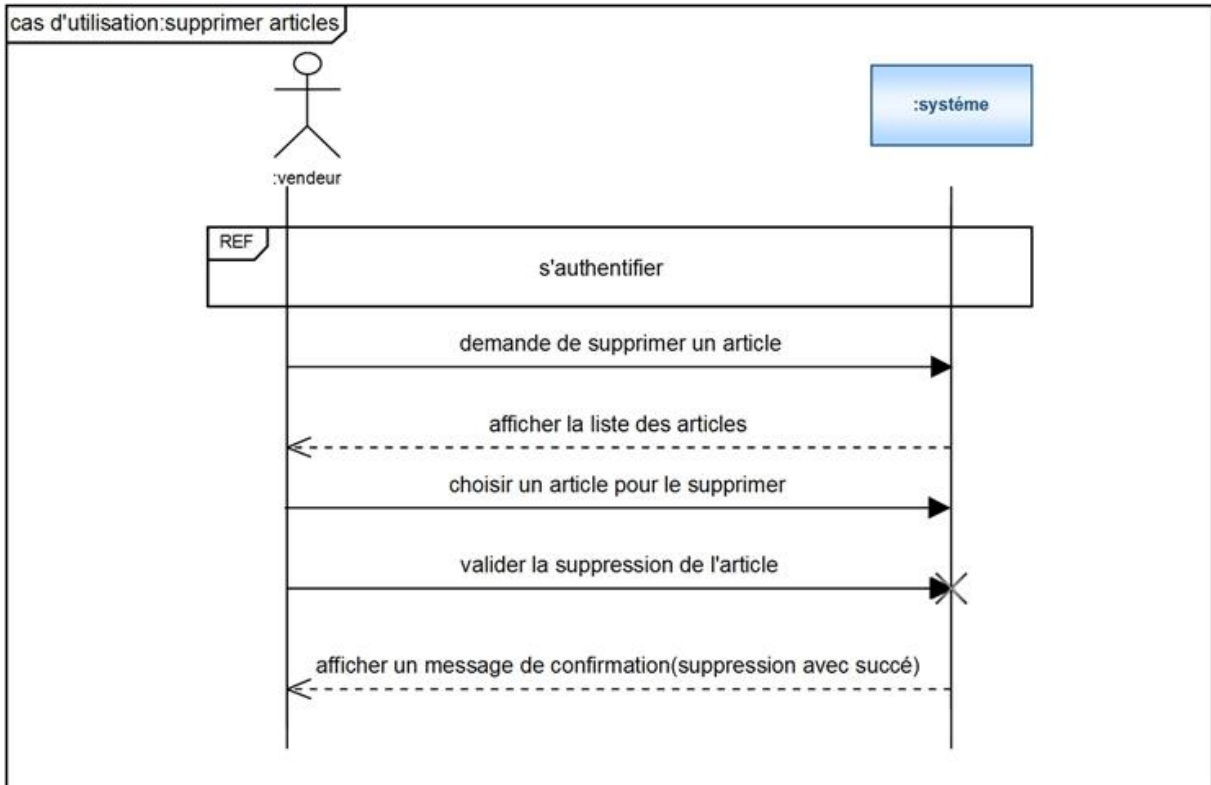 cas d'utilisation:supprimer articles
:systéme
:vendeur
REF
s'authentifier
demande de supprimer un article
afficher la liste des articles
choisir un article pour le supprimer
valider la suppression de l'article
afficher un message de confirmation(suppression avec succé)